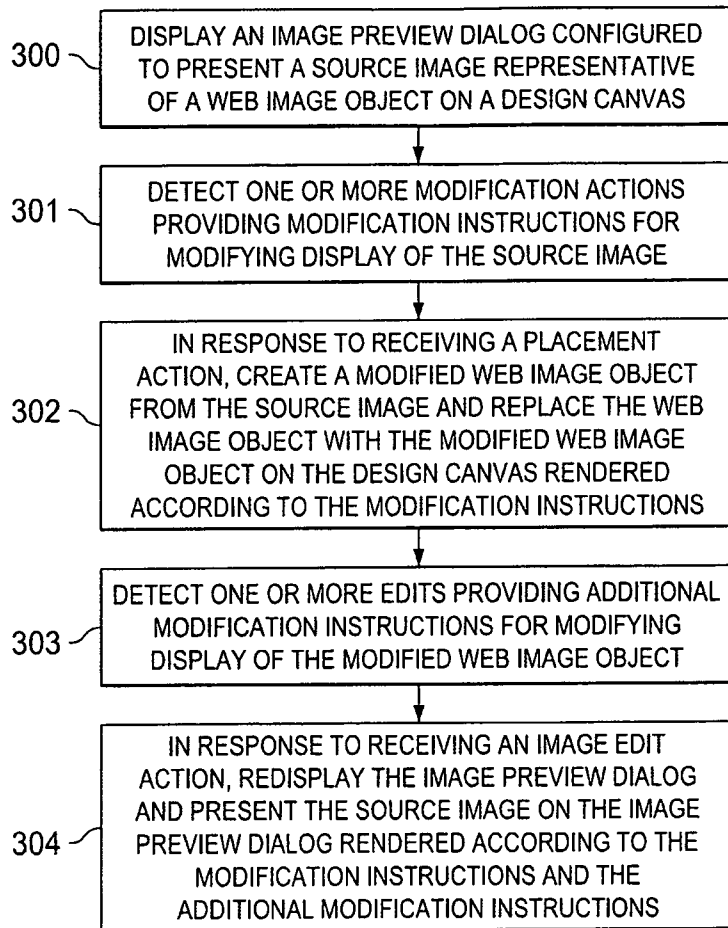 300
DISPLAY AN IMAGE PREVIEW DIALOG CONFIGURED
TO PRESENT A SOURCE IMAGE REPRESENTATIVE
OF A WEB IMAGE OBJECT ON A DESIGN CANVAS
301
DETECT ONE OR MORE MODIFICATION ACTIONS
PROVIDING MODIFICATION INSTRUCTIONS FOR
MODIFYING DISPLAY OF THE SOURCE IMAGE
302
IN RESPONSE TO RECEIVING A PLACEMENT
ACTION, CREATE A MODIFIED WEB IMAGE OBJECT
FROM THE SOURCE IMAGE AND REPLACE THE WEB
IMAGE OBJECT WITH THE MODIFIED WEB IMAGE
OBJECT ON THE DESIGN CANVAS RENDERED
ACCORDING TO THE MODIFICATION INSTRUCTIONS
303
DETECT ONE OR MORE EDITS PROVIDING ADDITIONAL
MODIFICATION INSTRUCTIONS FOR MODIFYING
DISPLAY OF THE MODIFIED WEB IMAGE OBJECT
304
IN RESPONSE TO RECEIVING AN IMAGE EDIT
ACTION, REDISPLAY THE IMAGE PREVIEW DIALOG
AND PRESENT THE SOURCE IMAGE ON THE IMAGE
PREVIEW DIALOG RENDERED ACCORDING TO THE
MODIFICATION INSTRUCTIONS AND THE
ADDITIONAL MODIFICATION INSTRUCTIONS